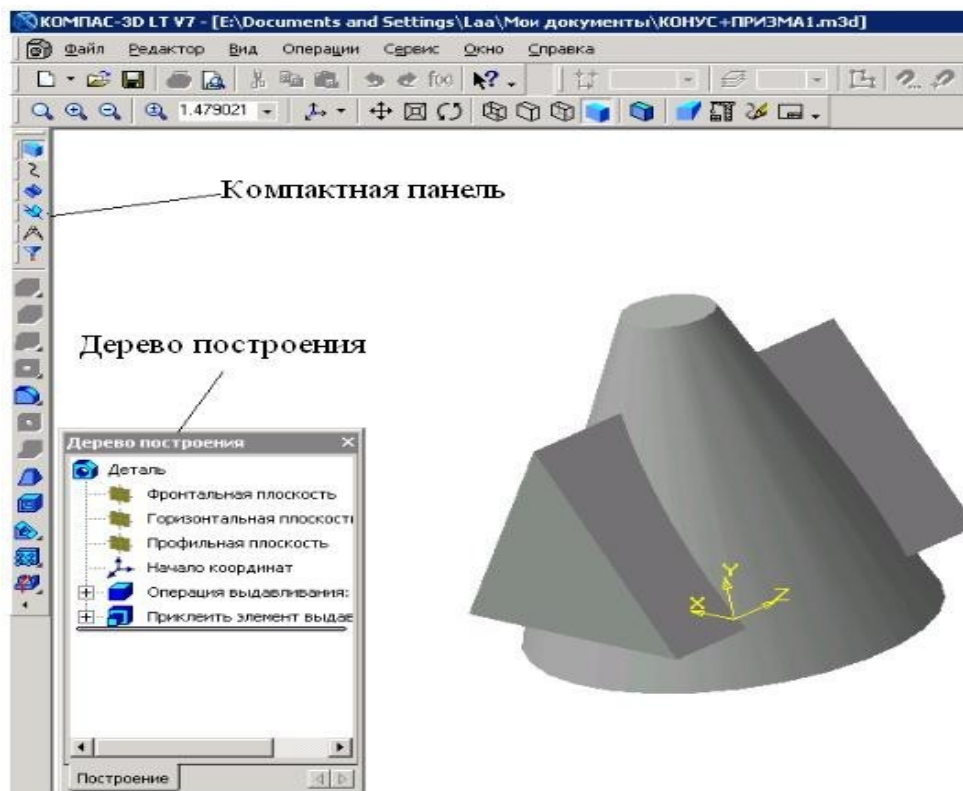 КОМПАС-3D LT V7 - [E:\Documents and Settings\Laa\Мои документы\КОНУС+ПРИЗМА1.m3d]
Файл Редактор Вид Операции Сервис Окно Справка
f(x)
1.479021
Компактная панель
Дерево построения
Дерево построения
Деталь
Фронтальная плоскость
Горизонтальная плоскост
Профильная плоскость
Начало координат
Операция выдавливания:
Приклеить элемент выдав
Построение
Y
X
Z